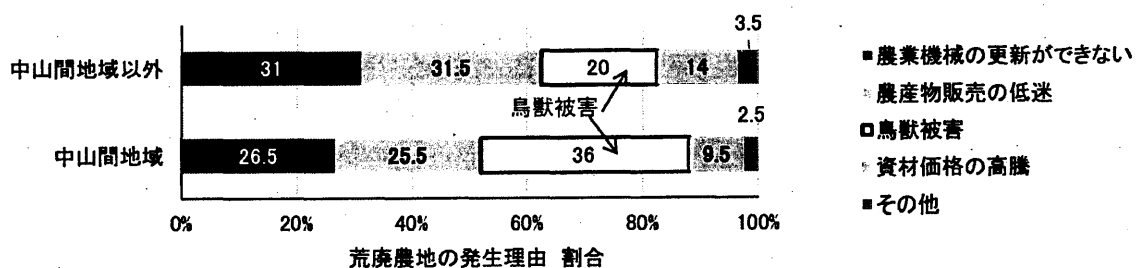 3.5
中山間地域以外
31
31.5
20
14
鳥獣被害
2.5
中山間地域
26.5
25.5
36
9.5
0%
20%
40%
60%
80%
100%
荒廃農地の発生理由 割合
農業機械の更新ができない
農産物販売の低迷
鳥獣被害
資材価格の高騰
その他